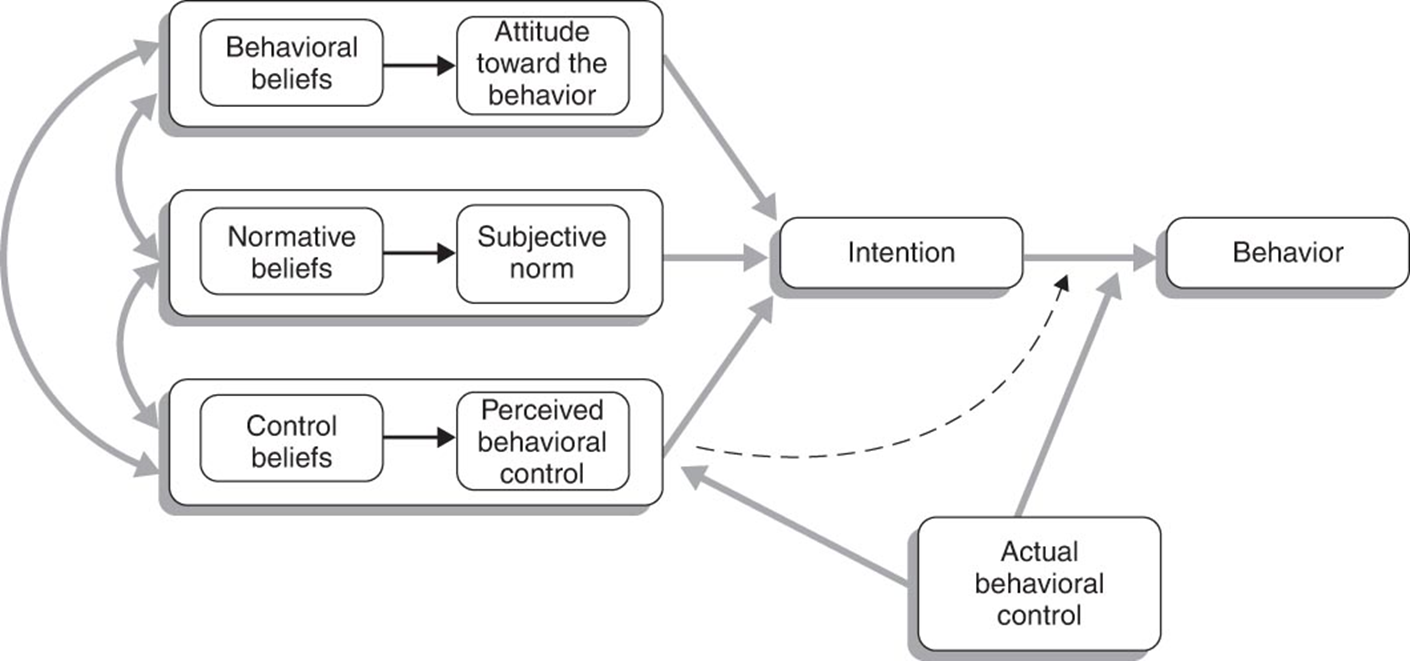 Behavioral
beliefs
Attitude
toward the
behavior
Normative
beliefs
Subjective
norm
Intention
Behavior
Control
beliefs
Perceived
behavioral
control
Actual
behavioral
control